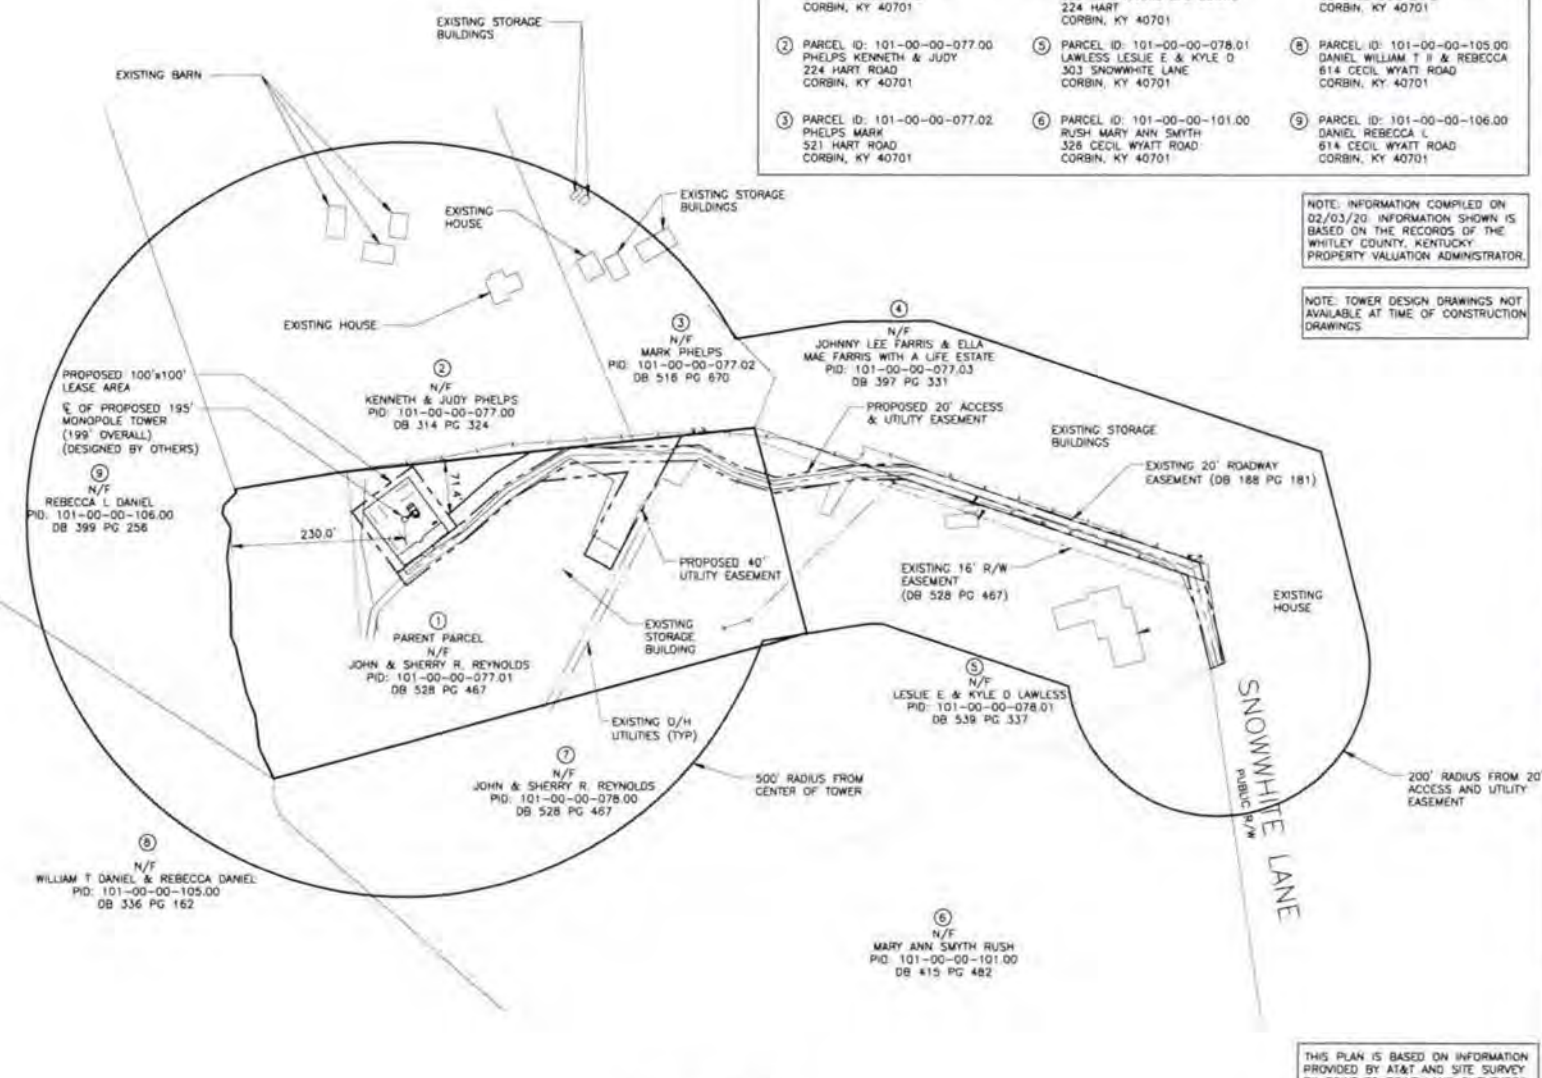 CORBIN, KY 40701
224 HART
CORBIN, KY 40701
CORBIN, KY 40701
② PARCEL ID: 101-00-00-077.00
PHELPS KENNETH & JUDY
224 HART ROAD
CORBIN, KY 40701
⑤ PARCEL ID: 101-00-00-078.01
LAWLESS LESLIE E & KYLE D
303 SNOWWHITE LANE
CORBIN, KY 40701
⑧ PARCEL ID: 101-00-00-105.00
DANIEL WILLIAM T II & REBECCA
614 CECIL WYATT ROAD
CORBIN, KY 40701
③ PARCEL ID: 101-00-00-077.02
PHELPS MARK
521 HART ROAD
CORBIN, KY 40701
⑥ PARCEL ID: 101-00-00-101.00
RUSH MARY ANN SMYTH
326 CECIL WYATT ROAD
CORBIN, KY 40701
⑨ PARCEL ID: 101-00-00-106.00
DANIEL REBECCA L
614 CECIL WYATT ROAD
CORBIN, KY 40701
NOTE: INFORMATION COMPILED ON
02/03/20. INFORMATION SHOWN IS
BASED ON THE RECORDS OF THE
WHITLEY COUNTY, KENTUCKY
PROPERTY VALUATION ADMINISTRATOR.
NOTE: TOWER DESIGN DRAWINGS NOT
AVAILABLE AT TIME OF CONSTRUCTION
DRAWINGS
EXISTING STORAGE
BUILDINGS
EXISTING BARN
EXISTING STORAGE
BUILDINGS
EXISTING
HOUSE
EXISTING HOUSE
③
N/F
MARK PHELPS
PID: 101-00-00-077.02
DB 516 PG 670
④
N/F
JOHNNY LEE FARRIS & ELLA
MAE FARRIS WITH A LIFE ESTATE
PID: 101-00-00-077.03
DB 397 PG 331
②
N/F
KENNETH & JUDY PHELPS
PID: 101-00-00-077.00
DB 314 PG 324
PROPOSED 100'x100'
LEASE AREA
℄ OF PROPOSED 195'
MONOPOLE TOWER
(199' OVERALL)
(DESIGNED BY OTHERS)
⑨
N/F
REBECCA L DANIEL
PID: 101-00-00-106.00
DB 399 PG 256
PROPOSED 20' ACCESS
& UTILITY EASEMENT
EXISTING STORAGE
BUILDINGS
EXISTING 20' ROADWAY
EASEMENT (DB 188 PG 181)
71.4'
230.0'
PROPOSED 40'
UTILITY EASEMENT
EXISTING 16' R/W
EASEMENT
(DB 528 PG 467)
EXISTING
HOUSE
①
PARENT PARCEL
N/F
JOHN & SHERRY R. REYNOLDS
PID: 101-00-00-077.01
DB 528 PG 467
EXISTING
STORAGE
BUILDING
⑤
N/F
LESLIE E & KYLE D LAWLESS
PID: 101-00-00-078.01
DB 539 PG 337
EXISTING O/H
UTILITIES (TYP)
⑦
N/F
JOHN & SHERRY R. REYNOLDS
PID: 101-00-00-078.00
DB 528 PG 467
500' RADIUS FROM
CENTER OF TOWER
SNOWWHITE LANE
PUBLIC R/W
200' RADIUS FROM 20'
ACCESS AND UTILITY
EASEMENT
⑧
N/F
WILLIAM T DANIEL & REBECCA DANIEL
PID: 101-00-00-105.00
DB 336 PG 162
⑥
N/F
MARY ANN SMYTH RUSH
PID: 101-00-00-101.00
DB 415 PG 482
THIS PLAN IS BASED ON INFORMATION
PROVIDED BY AT&T AND SITE SURVEY